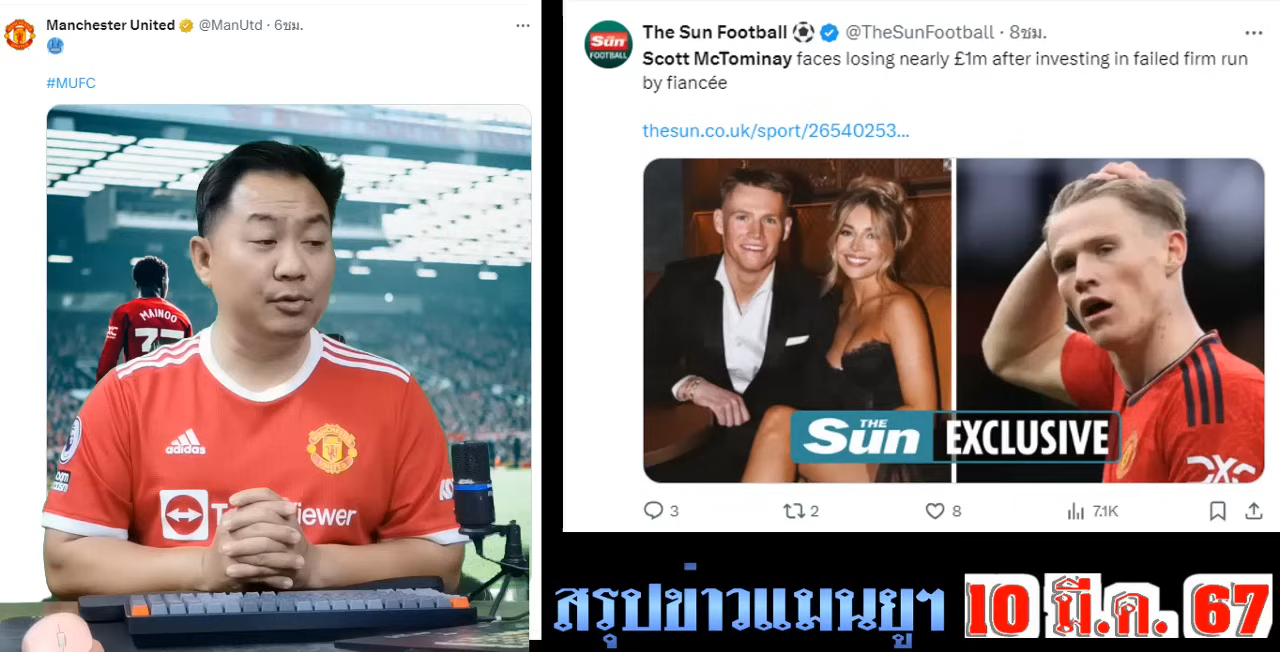 Manchester United @ManUtd · 6ชม.
#MUFC
MAINOO
adidas
The Sun Football @TheSunFootball · 8ชม.
Sun
FOOTBALL
Scott McTominay faces losing nearly £1m after investing in failed firm run
by fiancée
thesun.co.uk/sport/26540253...
THE Sun EXCLUSIVE
DXC
3 2 8 7.1K
สรุปข่าวแมนยูฯ 10 มี.ค. 67